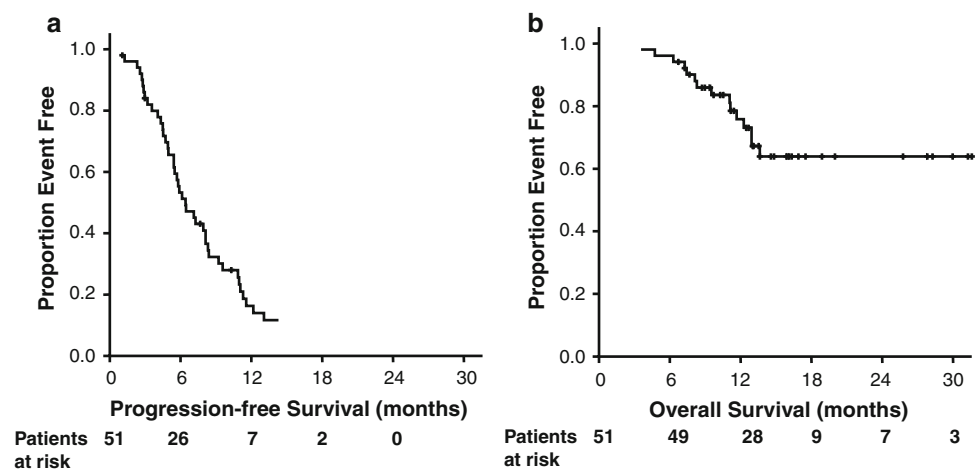 a
1.0
0.8
0.6
0.4
0.2
0.0
Proportion Event Free
0 6 12 18 24 30
Progression-free Survival (months)
Patients at risk 51 26 7 2 0
b
1.0
0.8
0.6
0.4
0.2
0.0
Proportion Event Free
0 6 12 18 24 30
Overall Survival (months)
Patients at risk 51 49 28 9 7 3